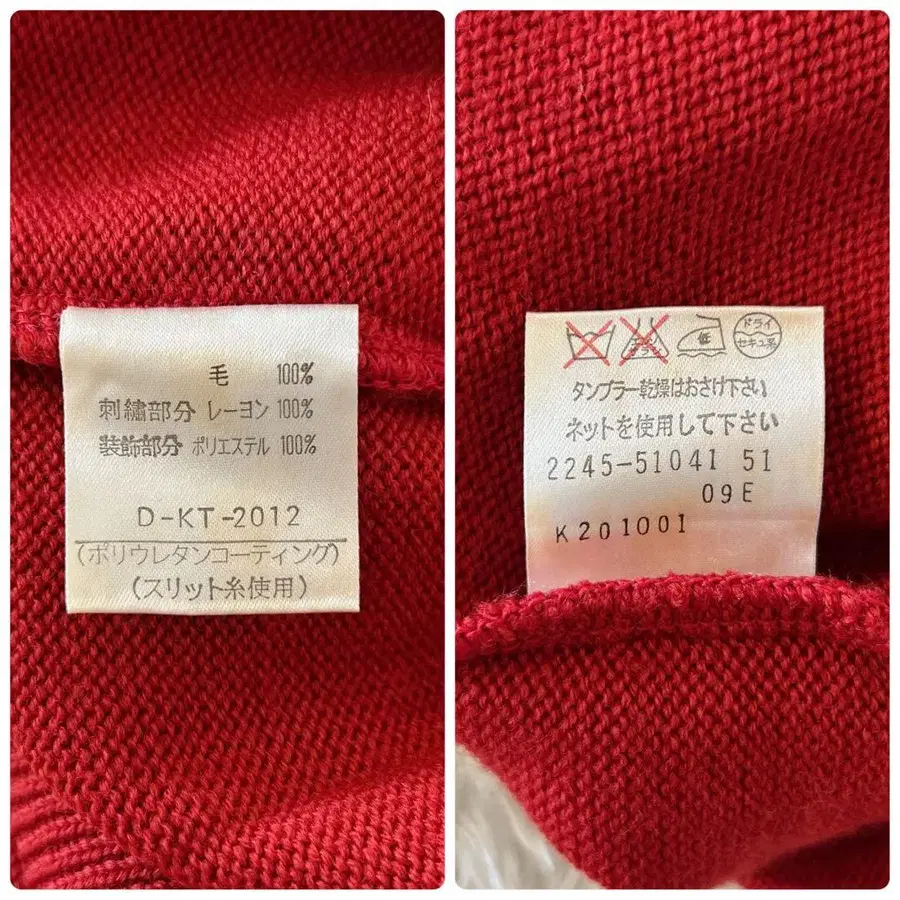 毛 100%
刺繍部分 レーヨン 100%
装飾部分 ポリエステル 100%
D-KT-2012
(ポリウレタンコーティング)
(スリット糸使用)
低
ドライ
セキユ系
タンブラー乾燥はおさけ下さい
ネットを使用して下さい
2245-51041 51
09E
K201001